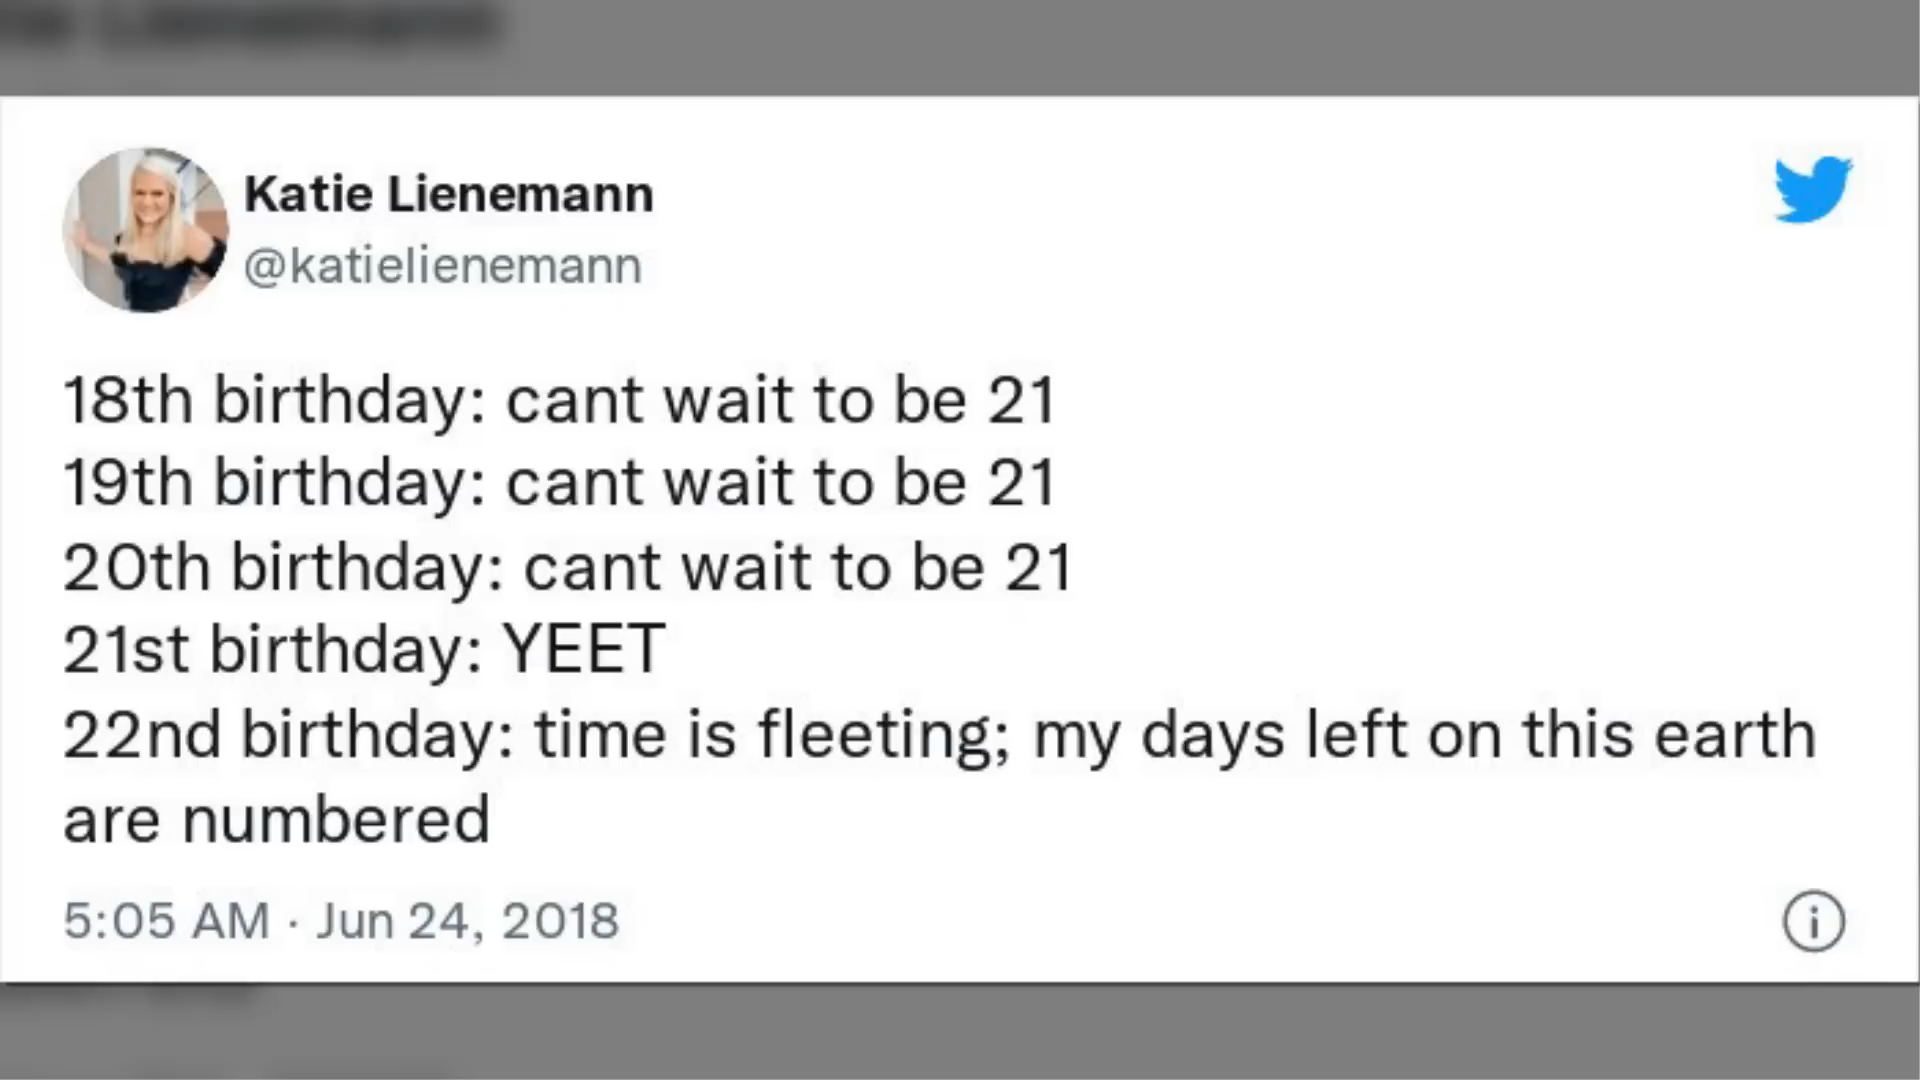 Katie Lienemann
@katielienemann
18th birthday: cant wait to be 21
19th birthday: cant wait to be 21
20th birthday: cant wait to be 21
21st birthday: YEET
22nd birthday: time is fleeting; my days left on this earth
are numbered
5:05 AM · Jun 24, 2018